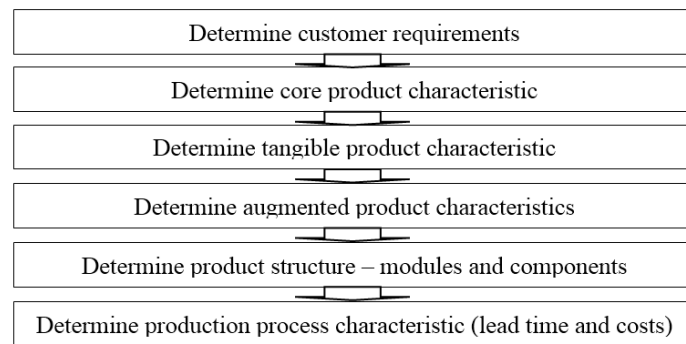 Determine customer requirements
Determine core product characteristic
Determine tangible product characteristic
Determine augmented product characteristics
Determine product structure – modules and components
Determine production process characteristic (lead time and costs)